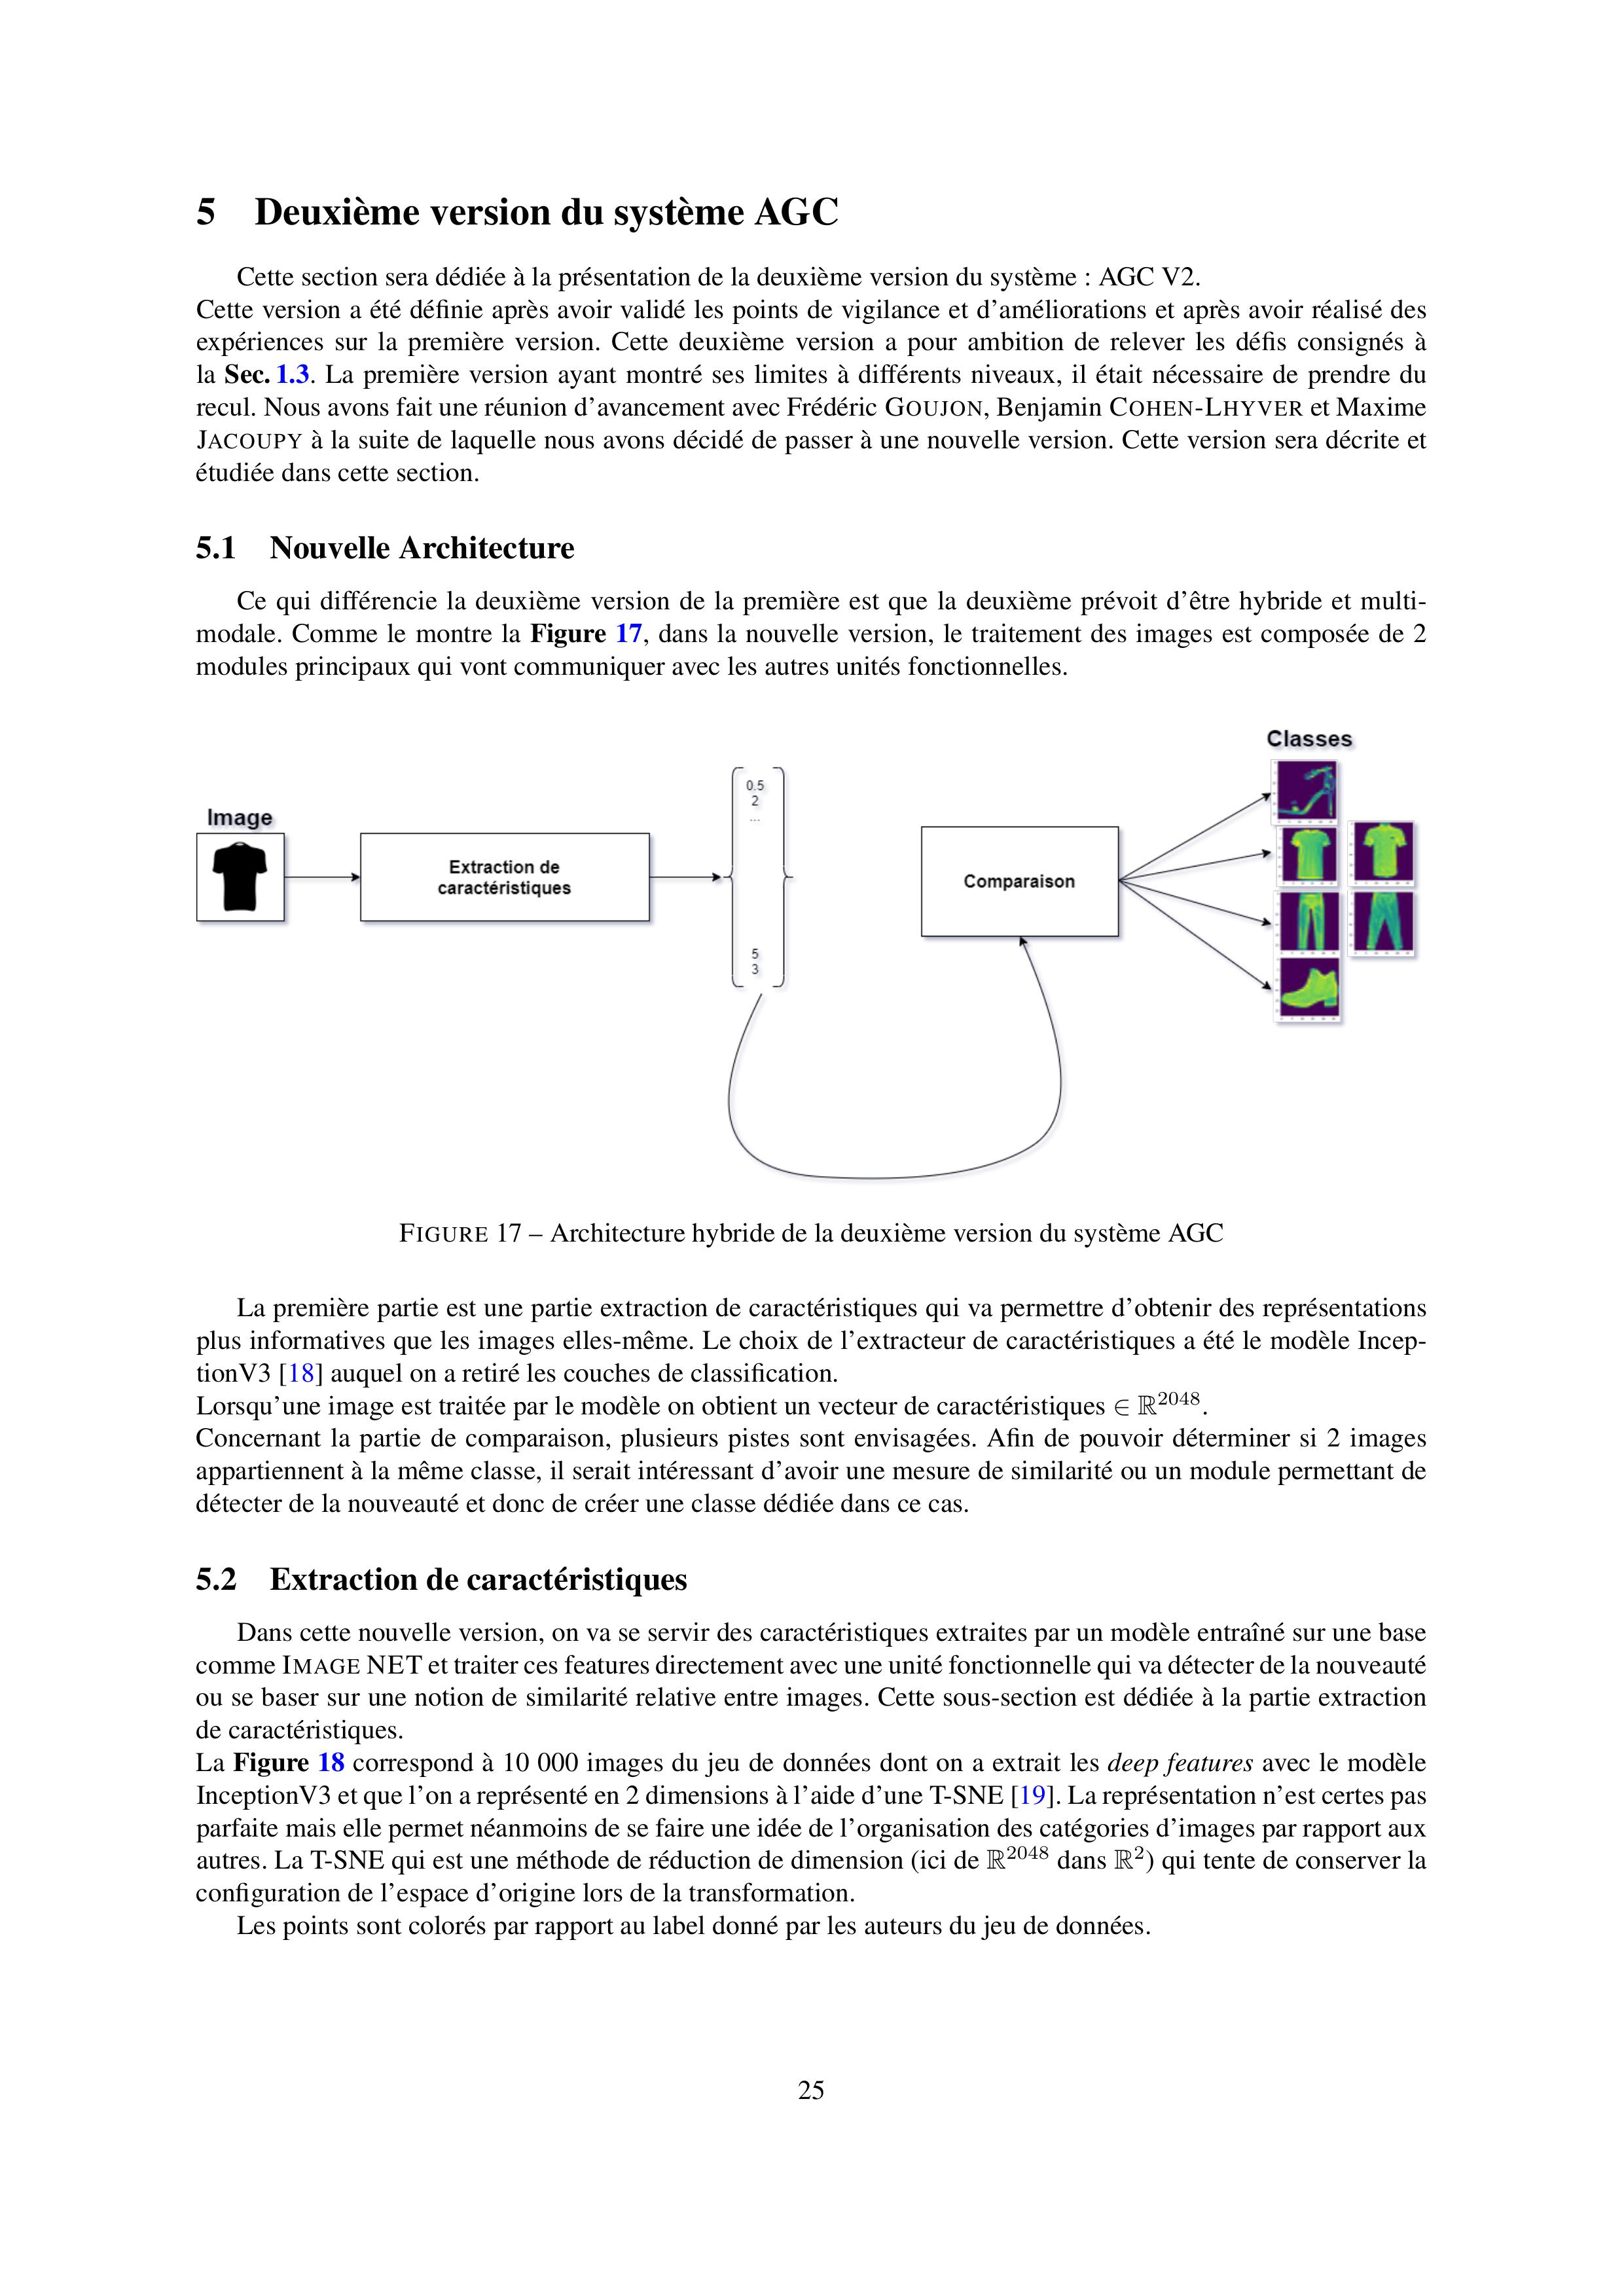 5 Deuxième version du système AGC
Cette section sera dédiée à la présentation de la deuxième version du système : AGC V2.
Cette version a été définie après avoir validé les points de vigilance et d'améliorations et après avoir réalisé des
expériences sur la première version. Cette deuxième version a pour ambition de relever les défis consignés à
la Sec. 1.3. La première version ayant montré ses limites à différents niveaux, il était nécessaire de prendre du
recul. Nous avons fait une réunion d'avancement avec Frédéric GOUJON, Benjamin COHEN-LHYVER et Maxime
JACOUPY à la suite de laquelle nous avons décidé de passer à une nouvelle version. Cette version sera décrite et
étudiée dans cette section.
5.1 Nouvelle Architecture
Ce qui différencie la deuxième version de la première est que la deuxième prévoit d'être hybride et multi-
modale. Comme le montre la Figure 17, dans la nouvelle version, le traitement des images est composée de 2
modules principaux qui vont communiquer avec les autres unités fonctionnelles.
Image
Extraction de
caractéristiques
0.5
2
...
5
3
Comparaison
Classes
FIGURE 17 – Architecture hybride de la deuxième version du système AGC
La première partie est une partie extraction de caractéristiques qui va permettre d'obtenir des représentations
plus informatives que les images elles-même. Le choix de l'extracteur de caractéristiques a été le modèle Incep-
tionV3 [18] auquel on a retiré les couches de classification.
Lorsqu'une image est traitée par le modèle on obtient un vecteur de caractéristiques ∈ ℝ²⁰⁴⁸.
Concernant la partie de comparaison, plusieurs pistes sont envisagées. Afin de pouvoir déterminer si 2 images
appartiennent à la même classe, il serait intéressant d'avoir une mesure de similarité ou un module permettant de
détecter de la nouveauté et donc de créer une classe dédiée dans ce cas.
5.2 Extraction de caractéristiques
Dans cette nouvelle version, on va se servir des caractéristiques extraites par un modèle entraîné sur une base
comme IMAGE NET et traiter ces features directement avec une unité fonctionnelle qui va détecter de la nouveauté
ou se baser sur une notion de similarité relative entre images. Cette sous-section est dédiée à la partie extraction
de caractéristiques.
La Figure 18 correspond à 10 000 images du jeu de données dont on a extrait les deep features avec le modèle
InceptionV3 et que l'on a représenté en 2 dimensions à l'aide d'une T-SNE [19]. La représentation n'est certes pas
parfaite mais elle permet néanmoins de se faire une idée de l'organisation des catégories d'images par rapport aux
autres. La T-SNE qui est une méthode de réduction de dimension (ici de ℝ²⁰⁴⁸ dans ℝ²) qui tente de conserver la
configuration de l'espace d'origine lors de la transformation.
Les points sont colorés par rapport au label donné par les auteurs du jeu de données.
25